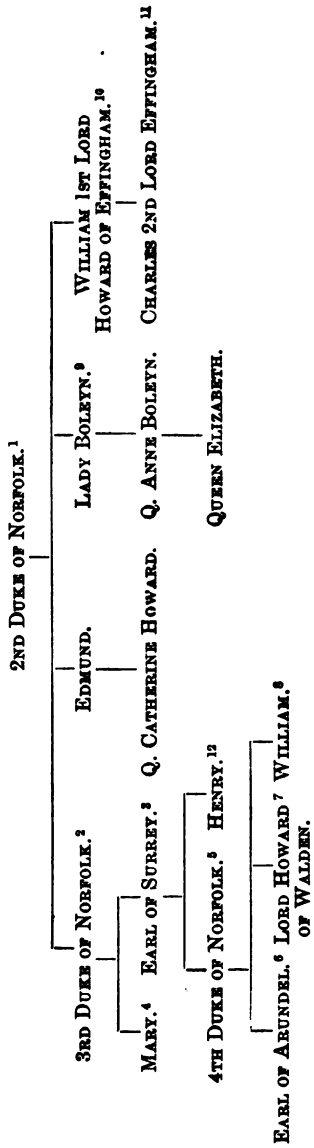 2ND DUKE OF NORFOLK.¹
3RD DUKE OF NORFOLK.²
EDMUND.
LADY BOLEYN.⁹
WILLIAM 1ST LORD
HOWARD OF EFFINGHAM.¹⁰
MARY.⁴
EARL OF SURREY.³
Q. CATHERINE HOWARD.
Q. ANNE BOLEYN.
CHARLES 2ND LORD EFFINGHAM.¹¹
4TH DUKE OF NORFOLK.⁵
HENRY.¹²
QUEEN ELIZABETH.
EARL OF ARUNDEL.⁶
LORD HOWARD⁷
OF WALDEN.
WILLIAM.⁸